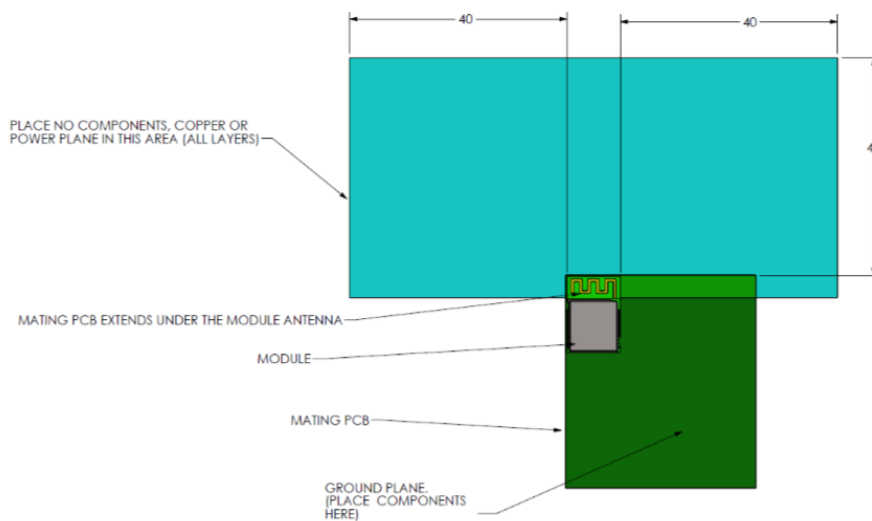 40
40
PLACE NO COMPONENTS, COPPER OR
POWER PLANE IN THIS AREA (ALL LAYERS)
MATING PCB EXTENDS UNDER THE MODULE ANTENNA
MODULE
MATING PCB
GROUND PLANE.
(PLACE COMPONENTS
HERE)